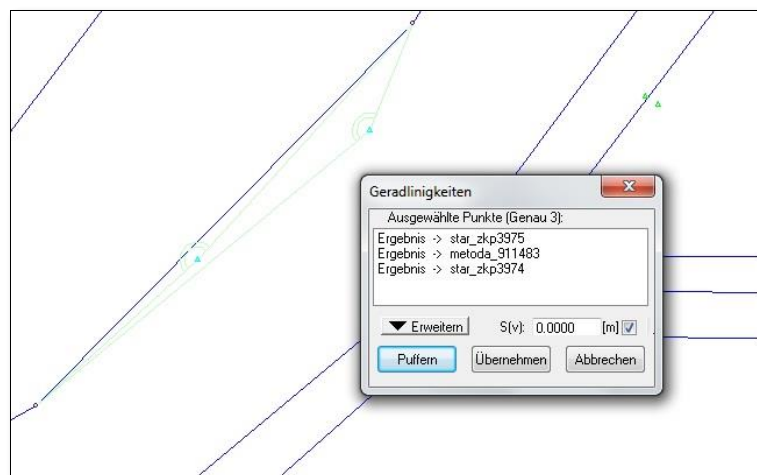 Geradlinigkeiten
Ausgewählte Punkte (Genau 3):
Ergebnis -> star_zkp3975
Ergebnis -> metoda_911483
Ergebnis -> star_zkp3974
Erweitern S(v): 0.0000 [m]
Puffern Übernehmen Abbrechen